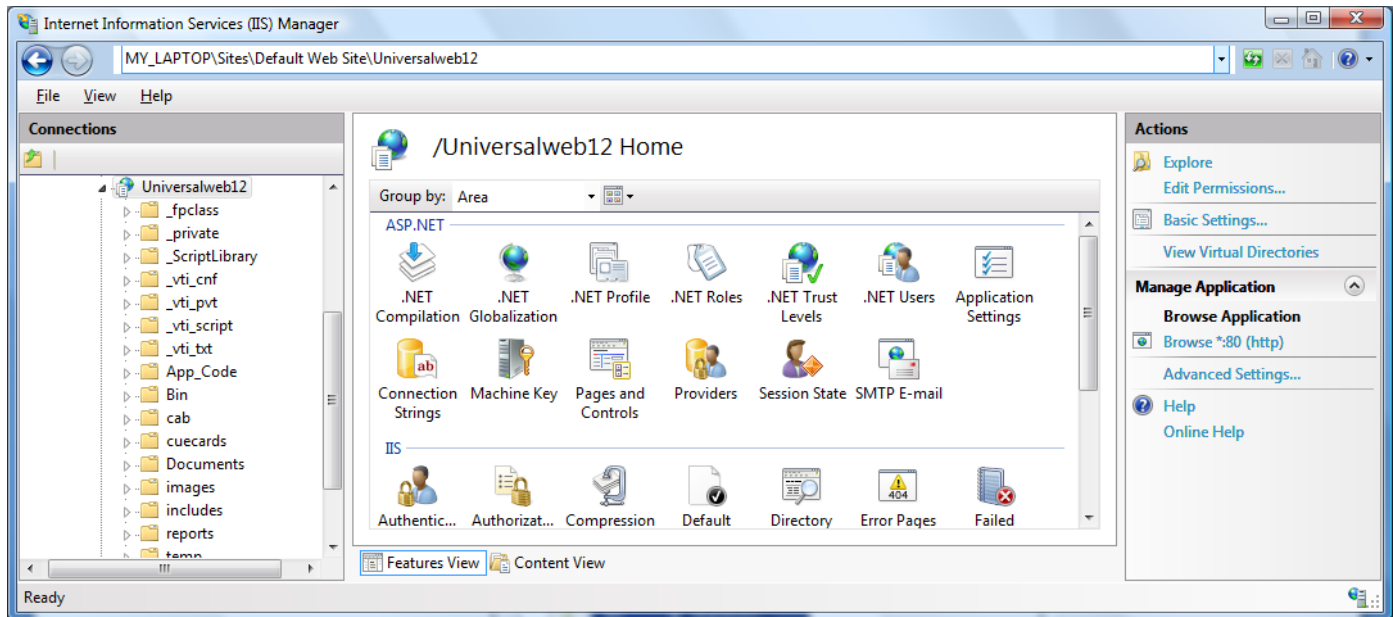 Internet Information Services (IIS) Manager
MY_LAPTOP\Sites\Default Web Site\Universalweb12
File View Help
Connections
Universalweb12
_fpclass
_private
_ScriptLibrary
_vti_cnf
_vti_pvt
_vti_script
_vti_txt
App_Code
Bin
cab
cuecards
Documents
images
includes
reports
temp
/Universalweb12 Home
Group by: Area
ASP.NET
.NET Compilation
.NET Globalization
.NET Profile
.NET Roles
.NET Trust Levels
.NET Users
Application Settings
ab
Connection Strings
Machine Key
Pages and Controls
Providers
Session State
SMTP E-mail
IIS
404
Authentic...
Authorizat...
Compression
Default
Directory
Error Pages
Failed
Features View
Content View
Actions
Explore
Edit Permissions...
Basic Settings...
View Virtual Directories
Manage Application
Browse Application
Browse *:80 (http)
Advanced Settings...
Help
Online Help
Ready